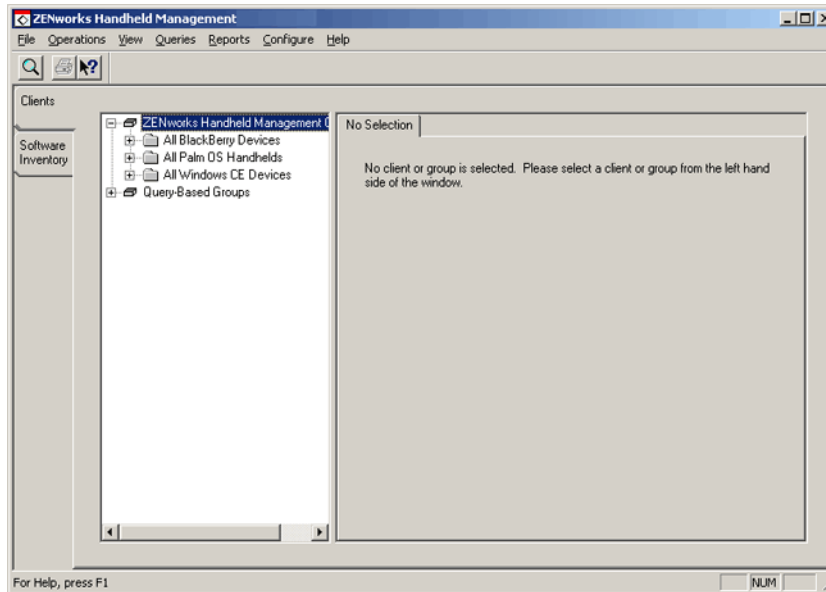 ZENworks Handheld Management
File Operations View Queries Reports Configure Help
Clients
Software
Inventory
ZENworks Handheld Management
All BlackBerry Devices
All Palm OS Handhelds
All Windows CE Devices
Query-Based Groups
No Selection
No client or group is selected. Please select a client or group from the left hand
side of the window.
For Help, press F1
NUM